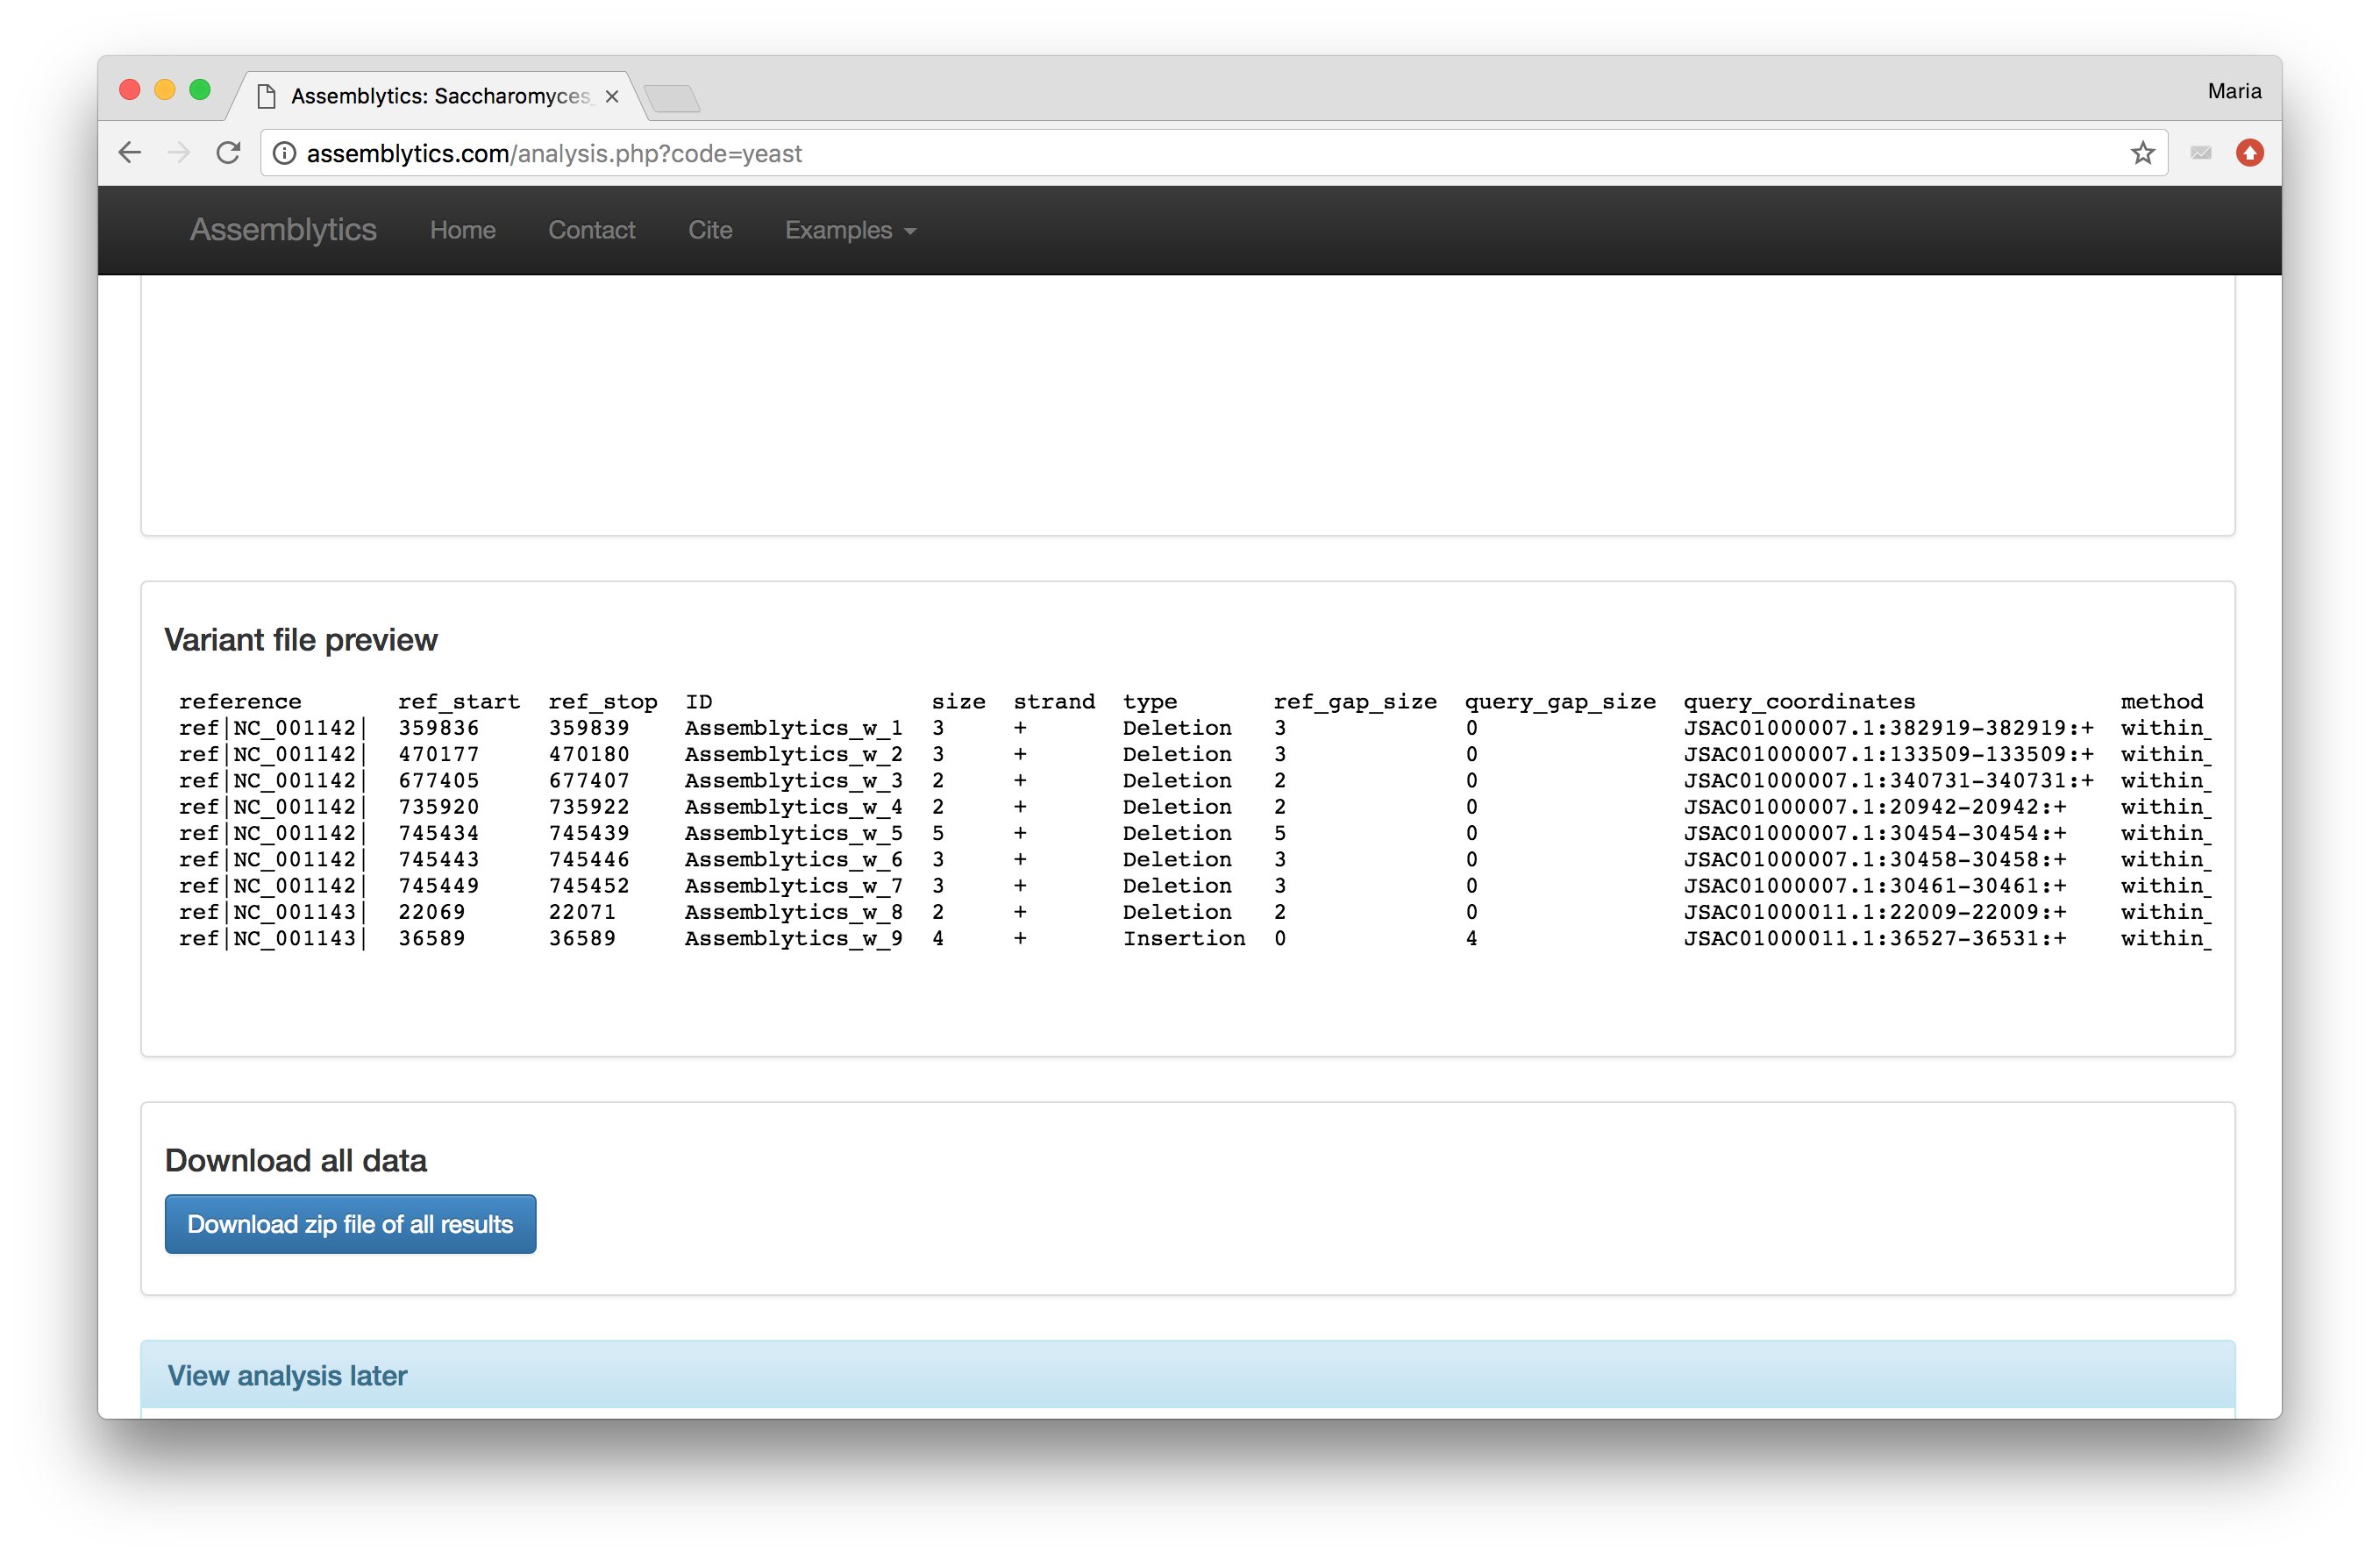 Assemblytics: Saccharomyces_
Maria
assemblytics.com/analysis.php?code=yeast
Assemblytics Home Contact Cite Examples
Variant file preview
reference ref_start ref_stop ID size strand type ref_gap_size query_gap_size query_coordinates method
ref|NC_001142| 359836 359839 Assemblytics_w_1 3 + Deletion 3 0 JSAC01000007.1:382919-382919:+ within_
ref|NC_001142| 470177 470180 Assemblytics_w_2 3 + Deletion 3 0 JSAC01000007.1:133509-133509:+ within_
ref|NC_001142| 677405 677407 Assemblytics_w_3 2 + Deletion 2 0 JSAC01000007.1:340731-340731:+ within_
ref|NC_001142| 735920 735922 Assemblytics_w_4 2 + Deletion 2 0 JSAC01000007.1:20942-20942:+ within_
ref|NC_001142| 745434 745439 Assemblytics_w_5 5 + Deletion 5 0 JSAC01000007.1:30454-30454:+ within_
ref|NC_001142| 745443 745446 Assemblytics_w_6 3 + Deletion 3 0 JSAC01000007.1:30458-30458:+ within_
ref|NC_001142| 745449 745452 Assemblytics_w_7 3 + Deletion 3 0 JSAC01000007.1:30461-30461:+ within_
ref|NC_001143| 22069 22071 Assemblytics_w_8 2 + Deletion 2 0 JSAC01000011.1:22009-22009:+ within_
ref|NC_001143| 36589 36589 Assemblytics_w_9 4 + Insertion 0 4 JSAC01000011.1:36527-36531:+ within_
Download all data
Download zip file of all results
View analysis later